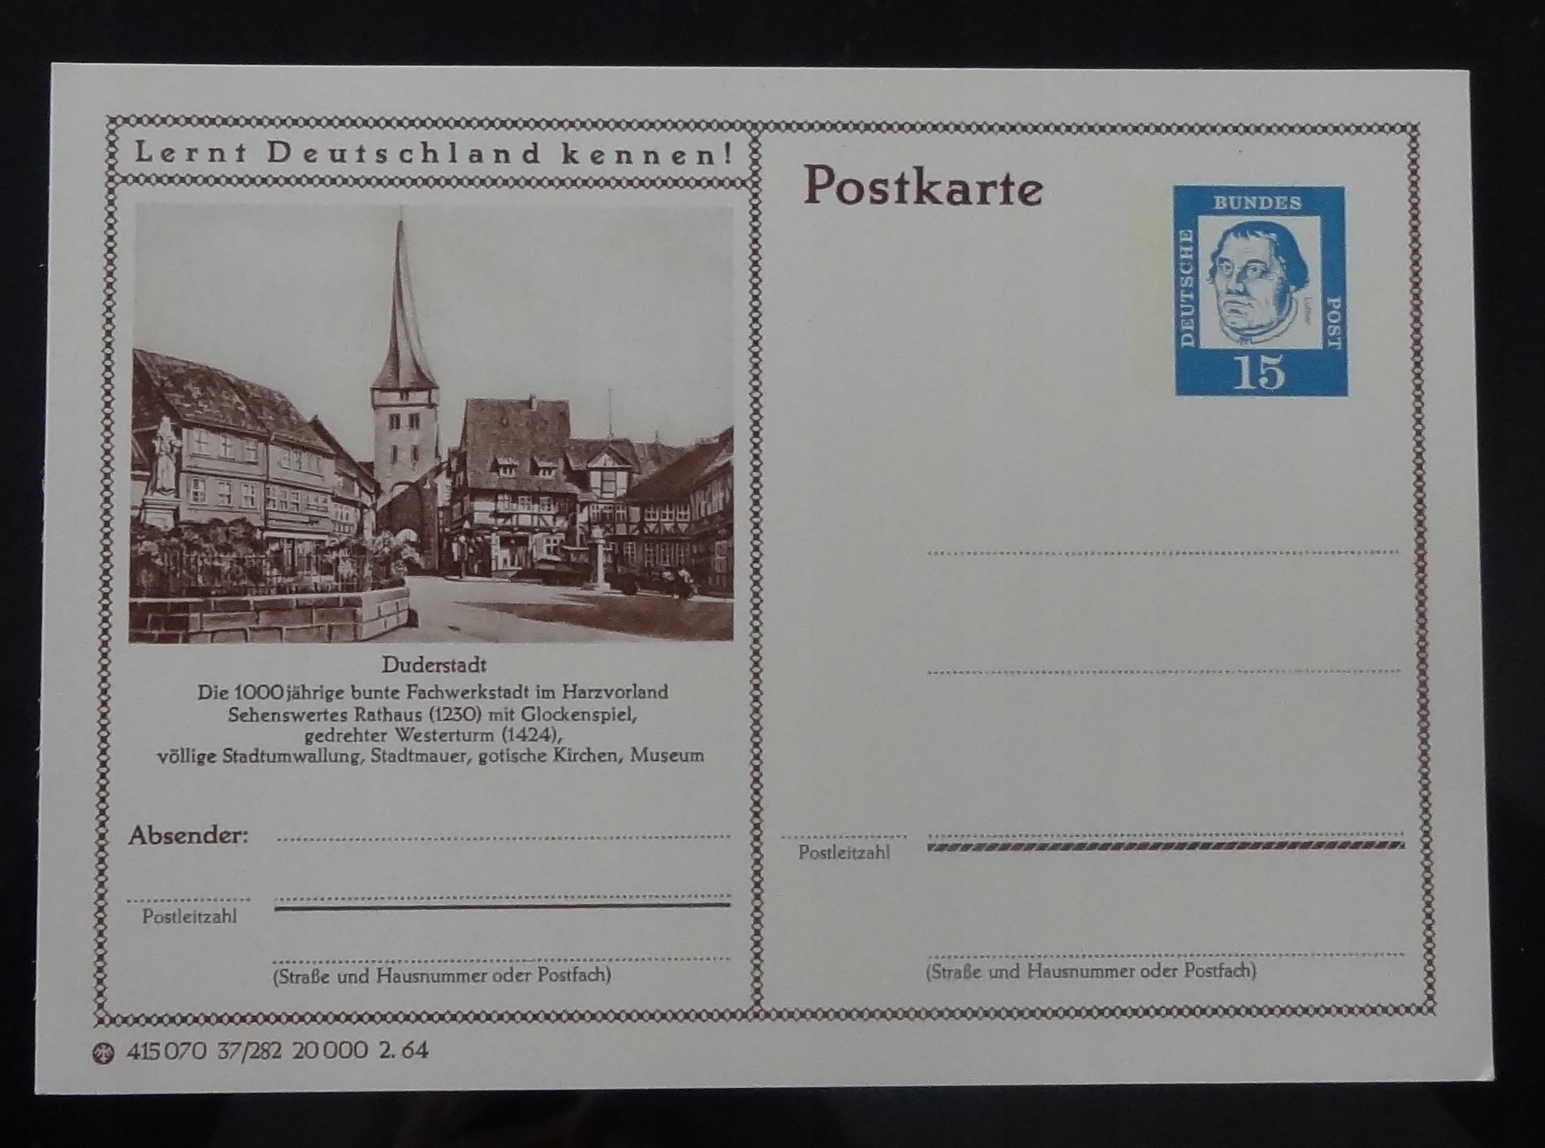 Lernt Deutschland kennen!
Duderstadt
Die 1000jährige bunte Fachwerkstadt im Harzvorland
Sehenswertes Rathaus (1230) mit Glockenspiel,
gedrehter Westerturm (1424),
völlige Stadtumwallung, Stadtmauer, gotische Kirchen, Museum
Absender:
Postleitzahl
(Straße und Hausnummer oder Postfach)
415070 37/282 20000 2.64
Postkarte
DEUTSCHE
BUNDES
POST
Luther
15
Postleitzahl
(Straße und Hausnummer oder Postfach)